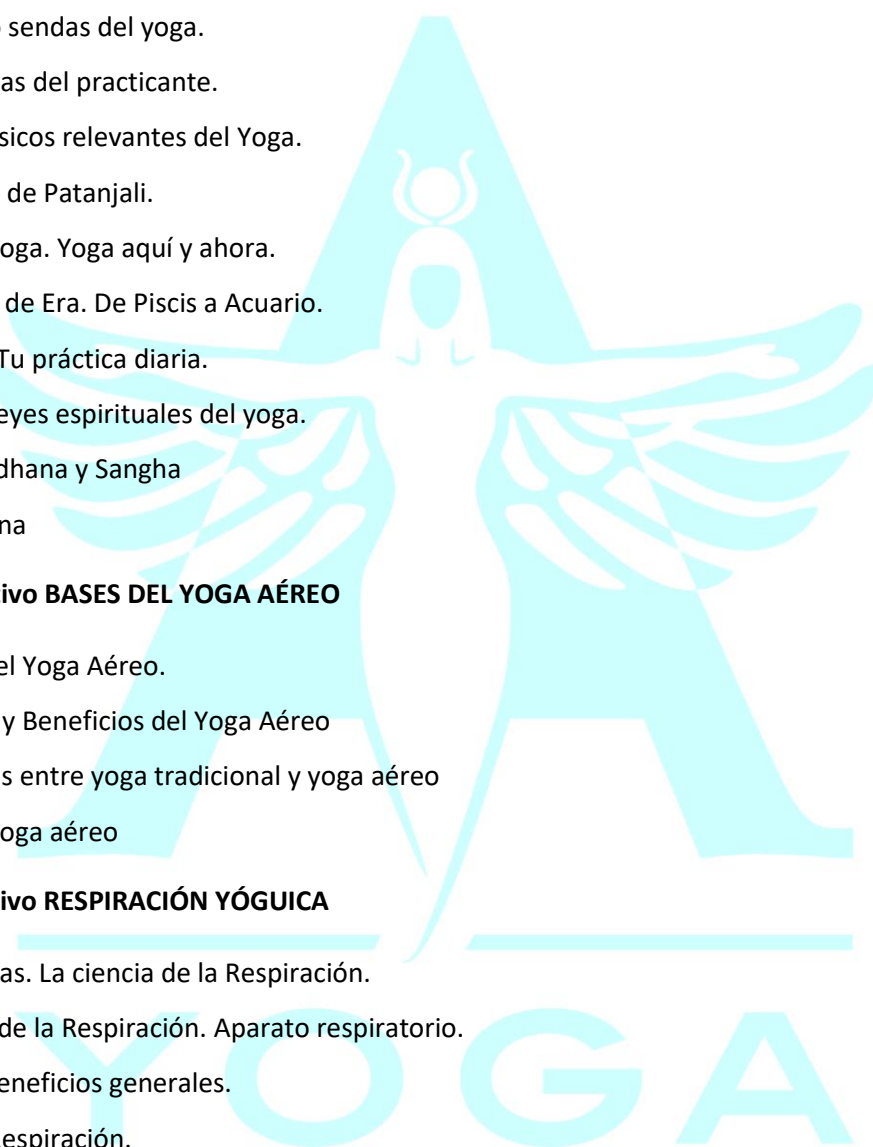 sendas del yoga.
as del practicante.
sicos relevantes del Yoga.
de Patanjali.
oga. Yoga aquí y ahora.
de Era. De Piscis a Acuario.
Tu práctica diaria.
eyes espirituales del yoga.
dhana y Sangha
na
ivo BASES DEL YOGA AÉREO
el Yoga Aéreo.
y Beneficios del Yoga Aéreo
s entre yoga tradicional y yoga aéreo
oga aéreo
ivo RESPIRACIÓN YÓGUICA
as. La ciencia de la Respiración.
de la Respiración. Aparato respiratorio.
eneficios generales.
espiración.
A
YOGA